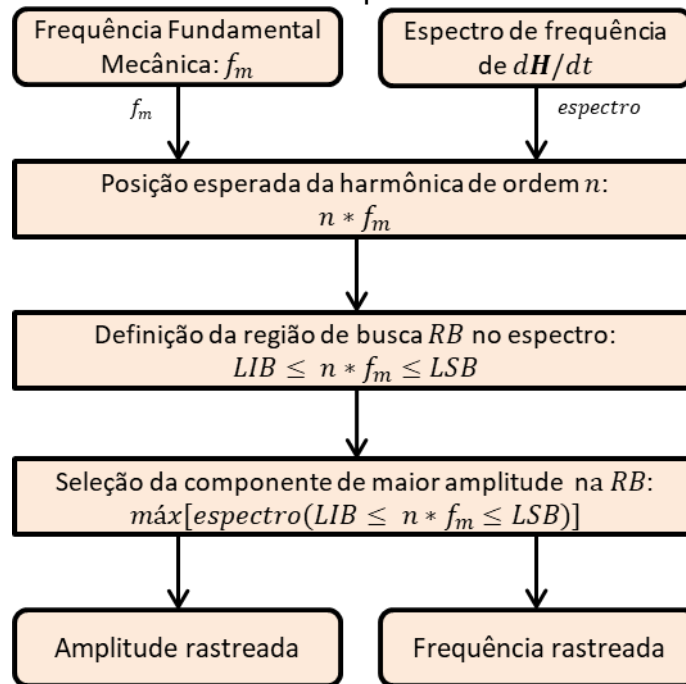 Frequência Fundamental
Mecânica: f_m
Espectro de frequência
de dH/dt
f_m
espectro
Posição esperada da harmônica de ordem n:
n * f_m
Definição da região de busca RB no espectro:
LIB ≤ n * f_m ≤ LSB
Seleção da componente de maior amplitude na RB:
máx[espectro(LIB ≤ n * f_m ≤ LSB)]
Amplitude rastreada
Frequência rastreada